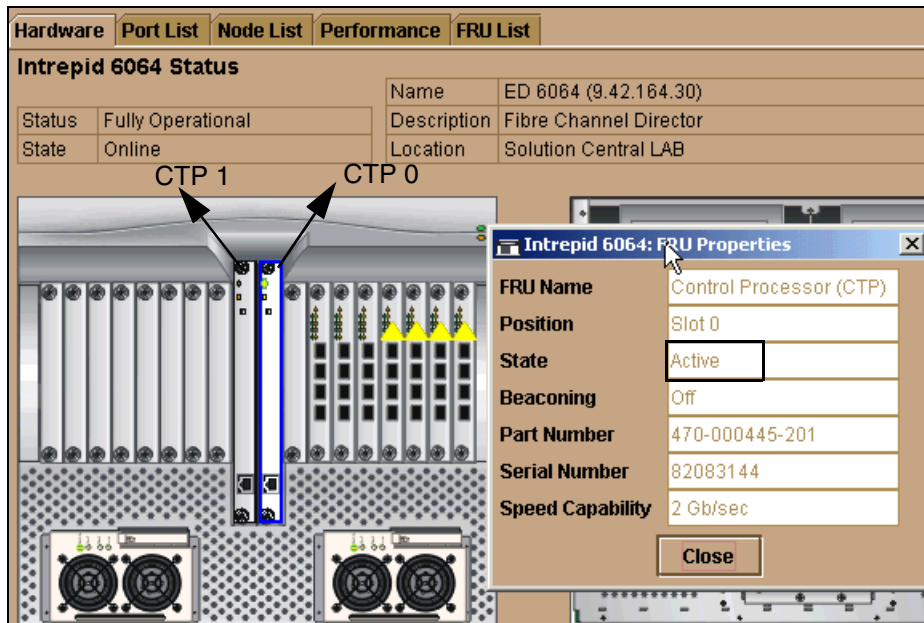 Hardware Port List Node List Performance FRU List
Intrepid 6064 Status
Name ED 6064 (9.42.164.30)
Status Fully Operational Description Fibre Channel Director
State Online Location Solution Central LAB
CTP 1 CTP 0
Intrepid 6064: FRU Properties
FRU Name Control Processor (CTP)
Position Slot 0
State Active
Beaconing Off
Part Number 470-000445-201
Serial Number 82083144
Speed Capability 2 Gb/sec
Close